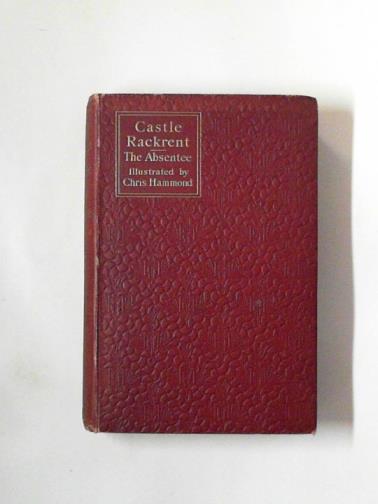 Castle
Rackrent
The Absentee
Illustrated by
Chris Hammond